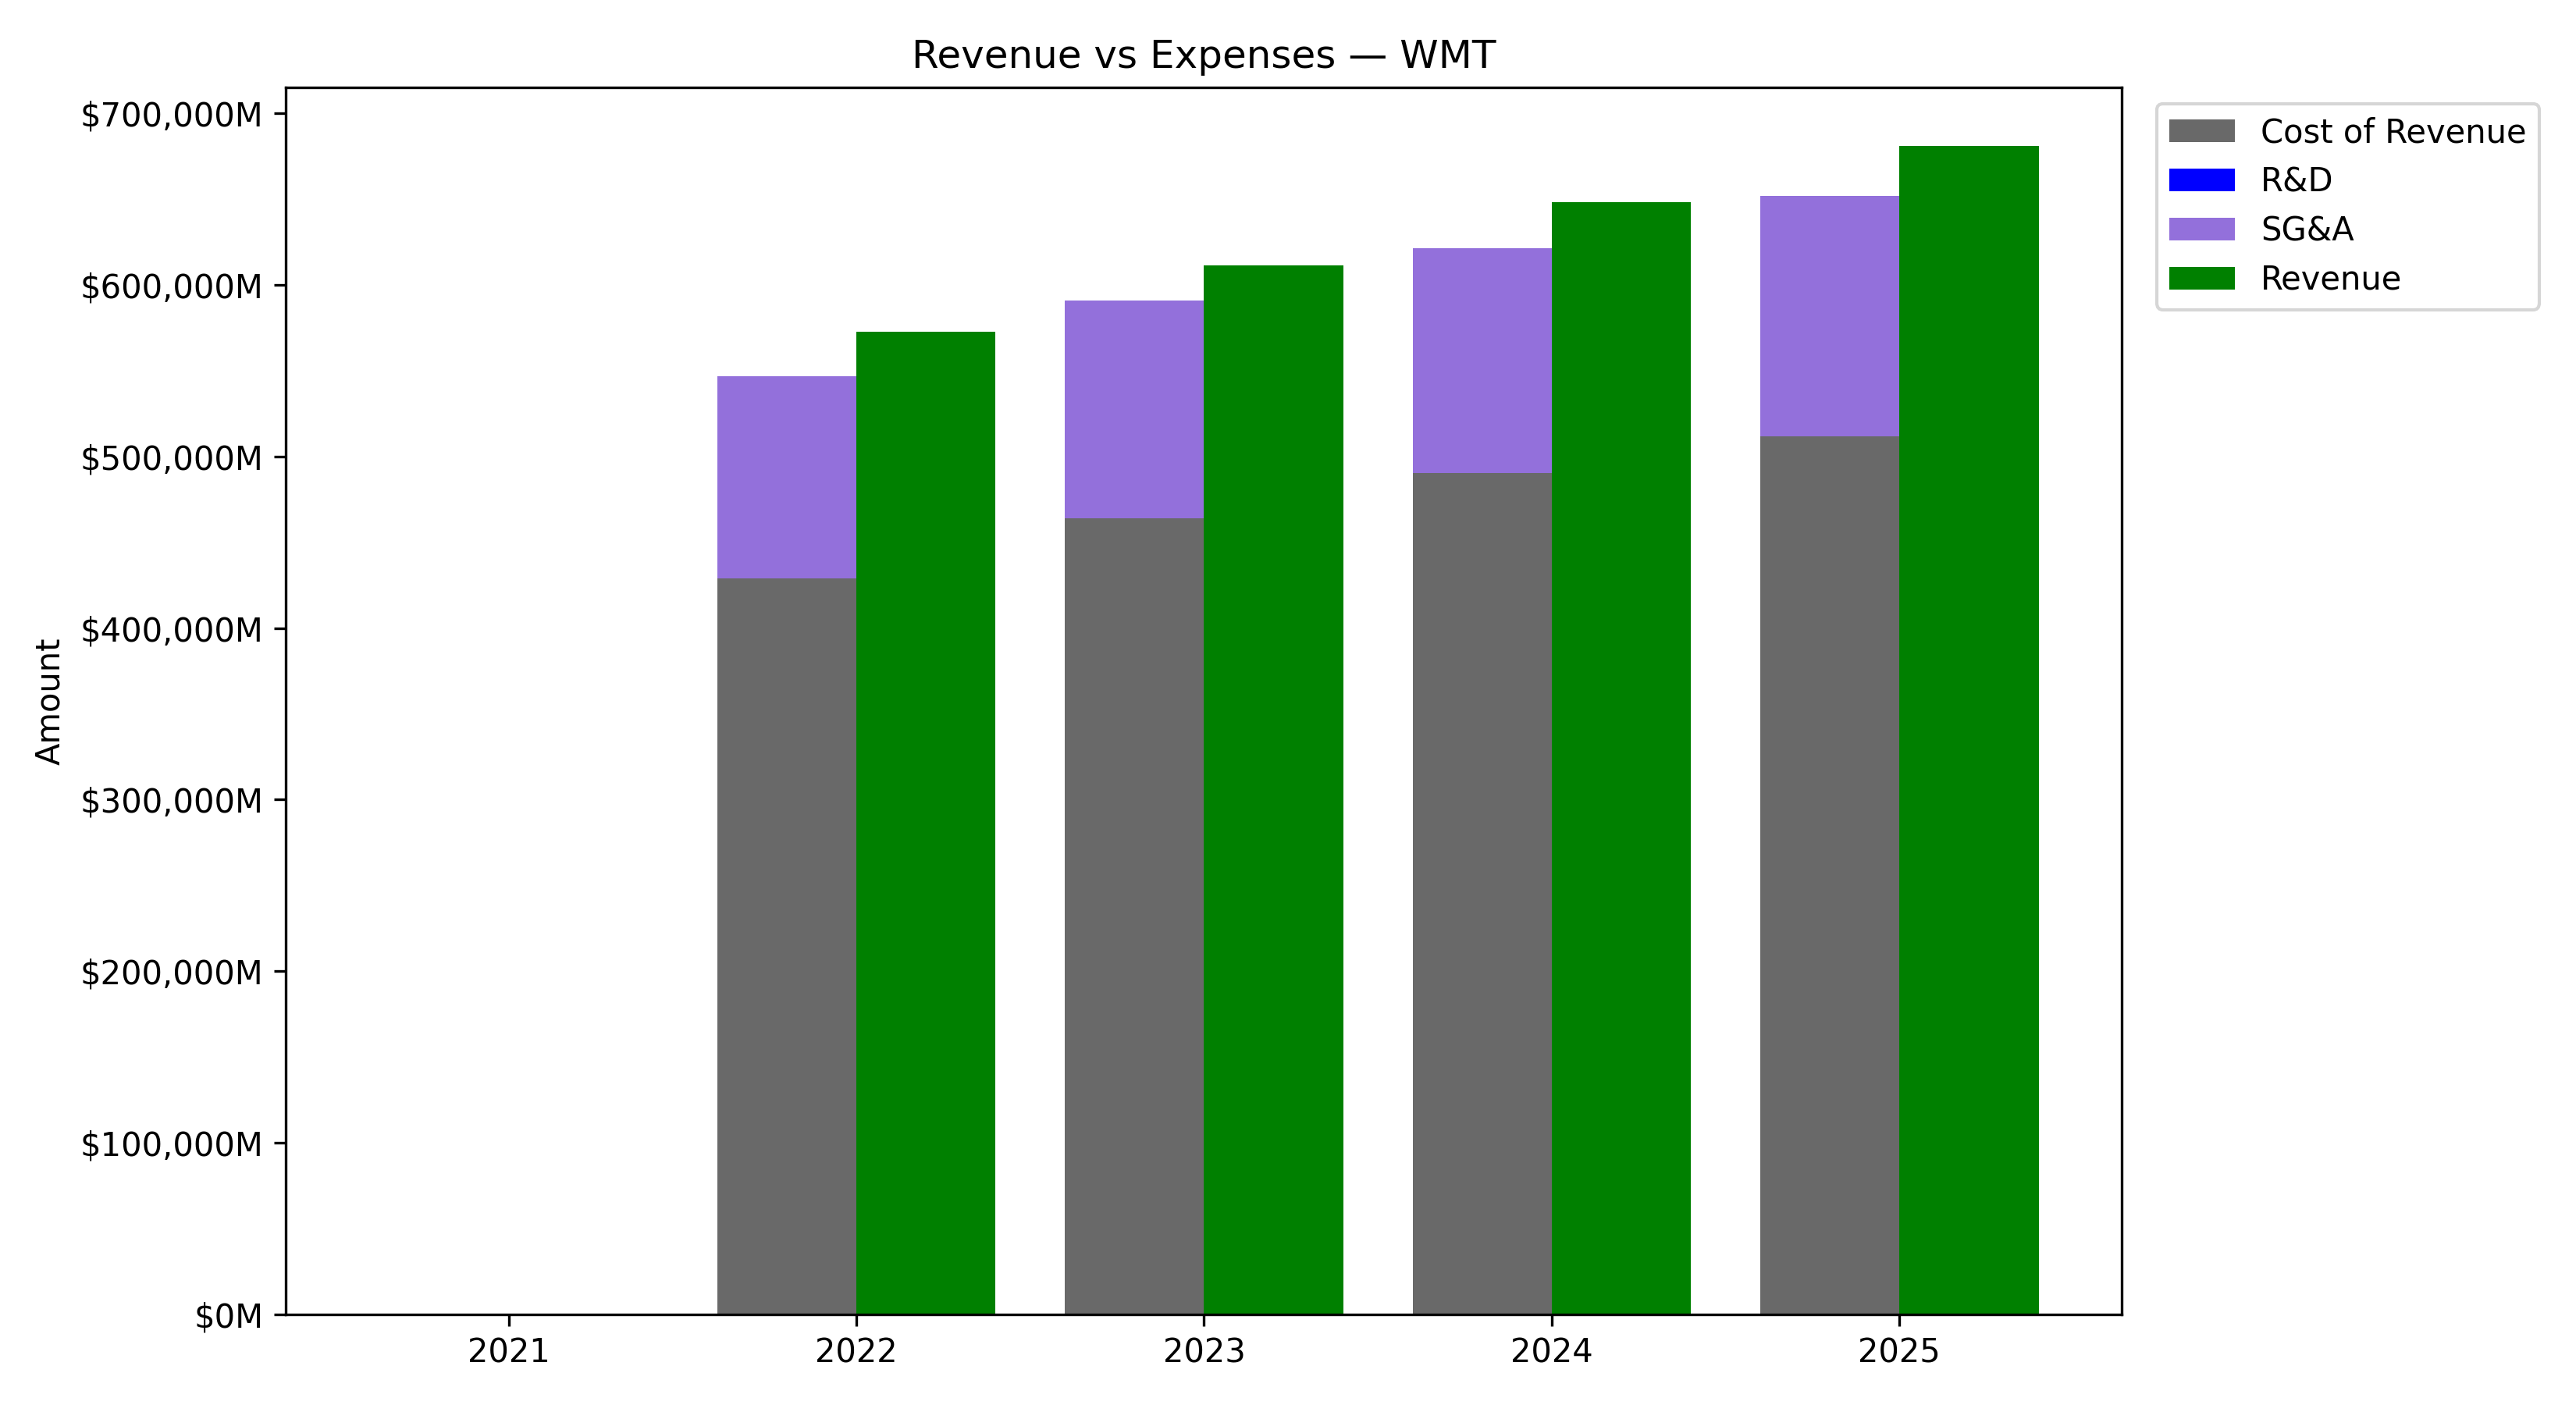 Revenue vs Expenses — WMT
$700,000M
$600,000M
$500,000M
$400,000M
$300,000M
$200,000M
$100,000M
$0M
Amount
2021
2022
2023
2024
2025
Cost of Revenue
R&D
SG&A
Revenue